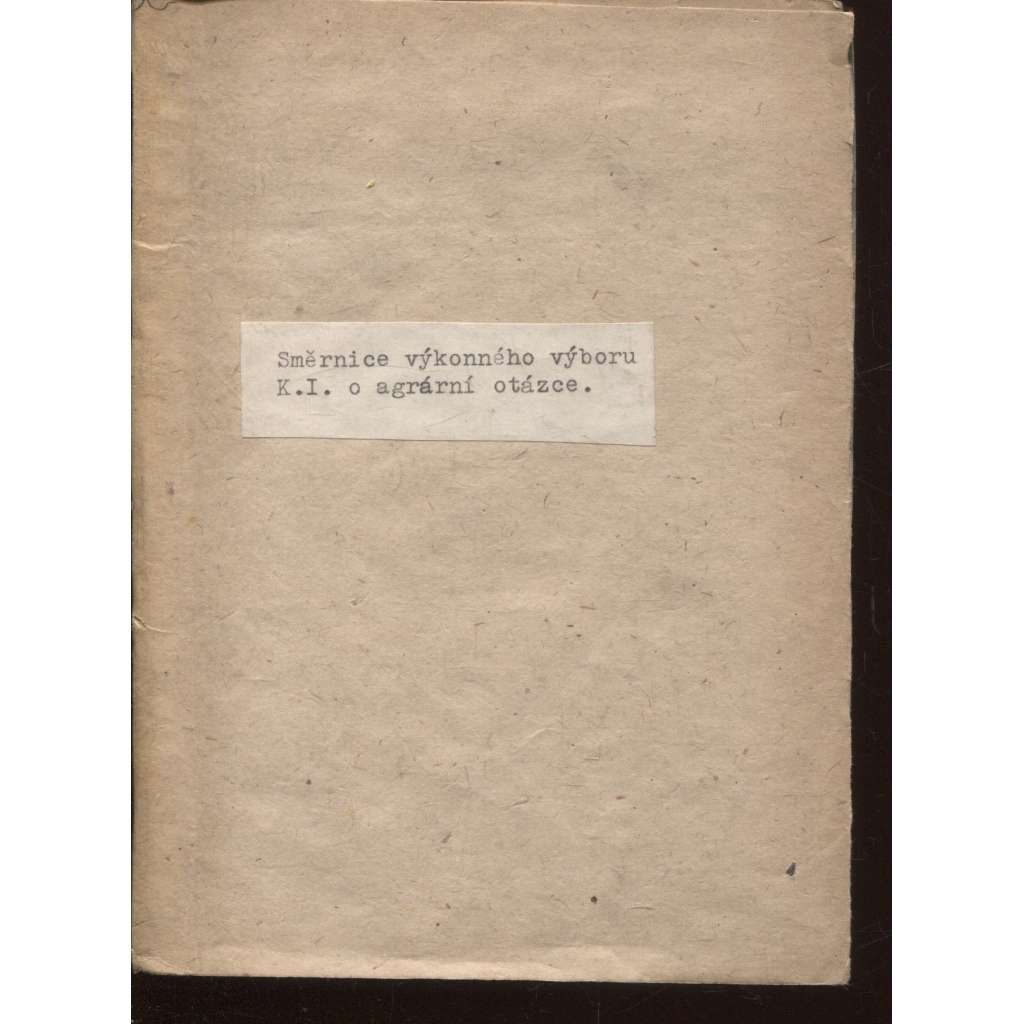 Směrnice výkonného výboru
K.I. o agrární otázce.